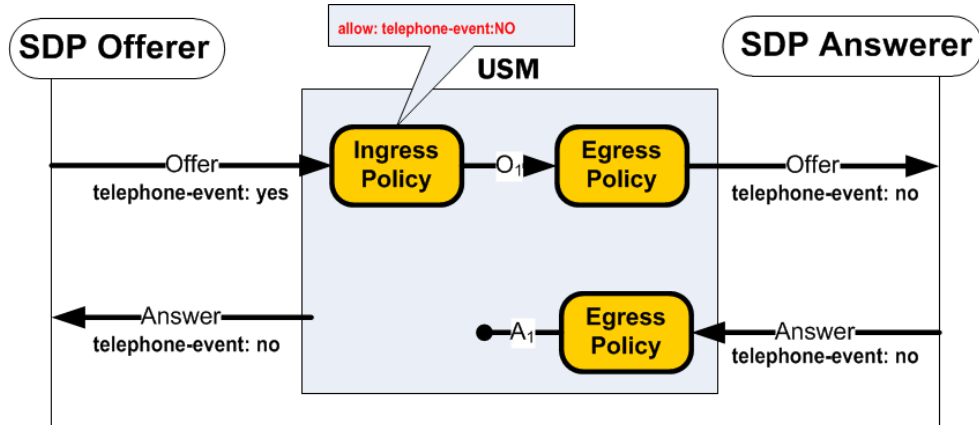 allow: telephone-event:NO
SDP Offerer
SDP Answerer
USM
Ingress
Policy
Egress
Policy
Offer
O1
Offer
telephone-event: yes
telephone-event: no
Answer
A1
Egress
Policy
Answer
telephone-event: no
telephone-event: no